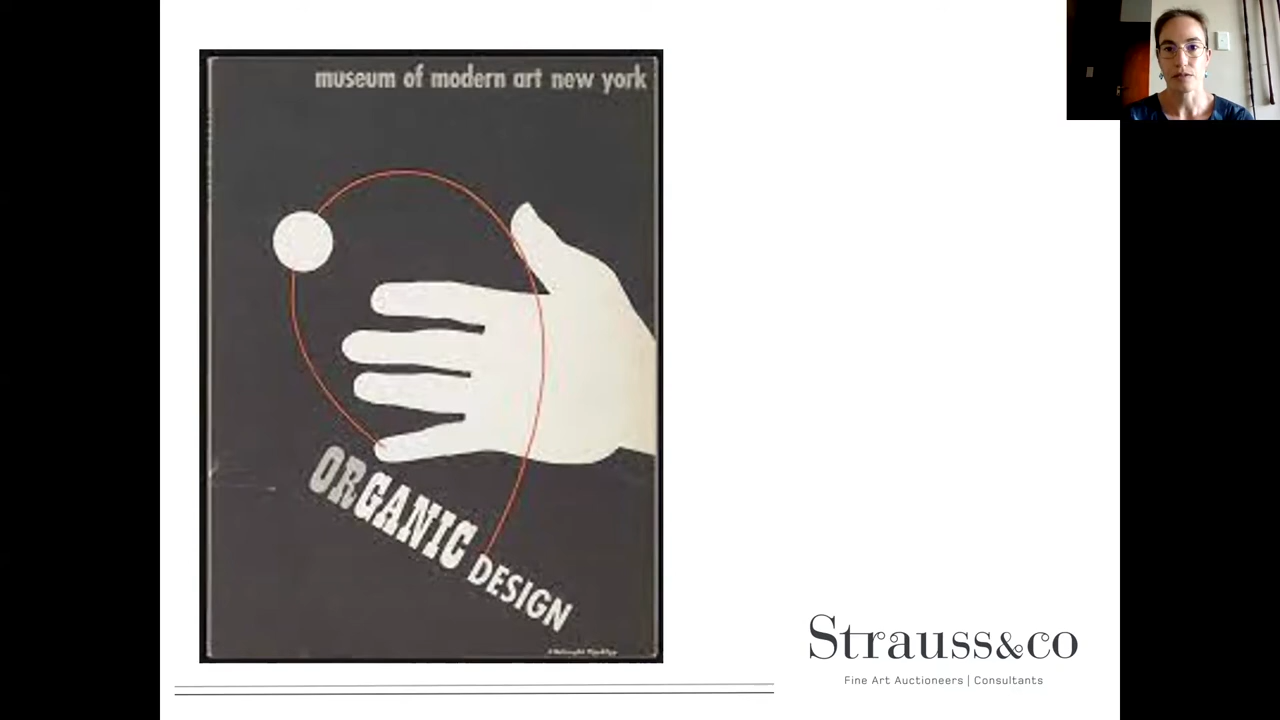 museum of modern art new york
ORGANIC
DESIGN
Strauss&co
Fine Art Auctioneers | Consultants